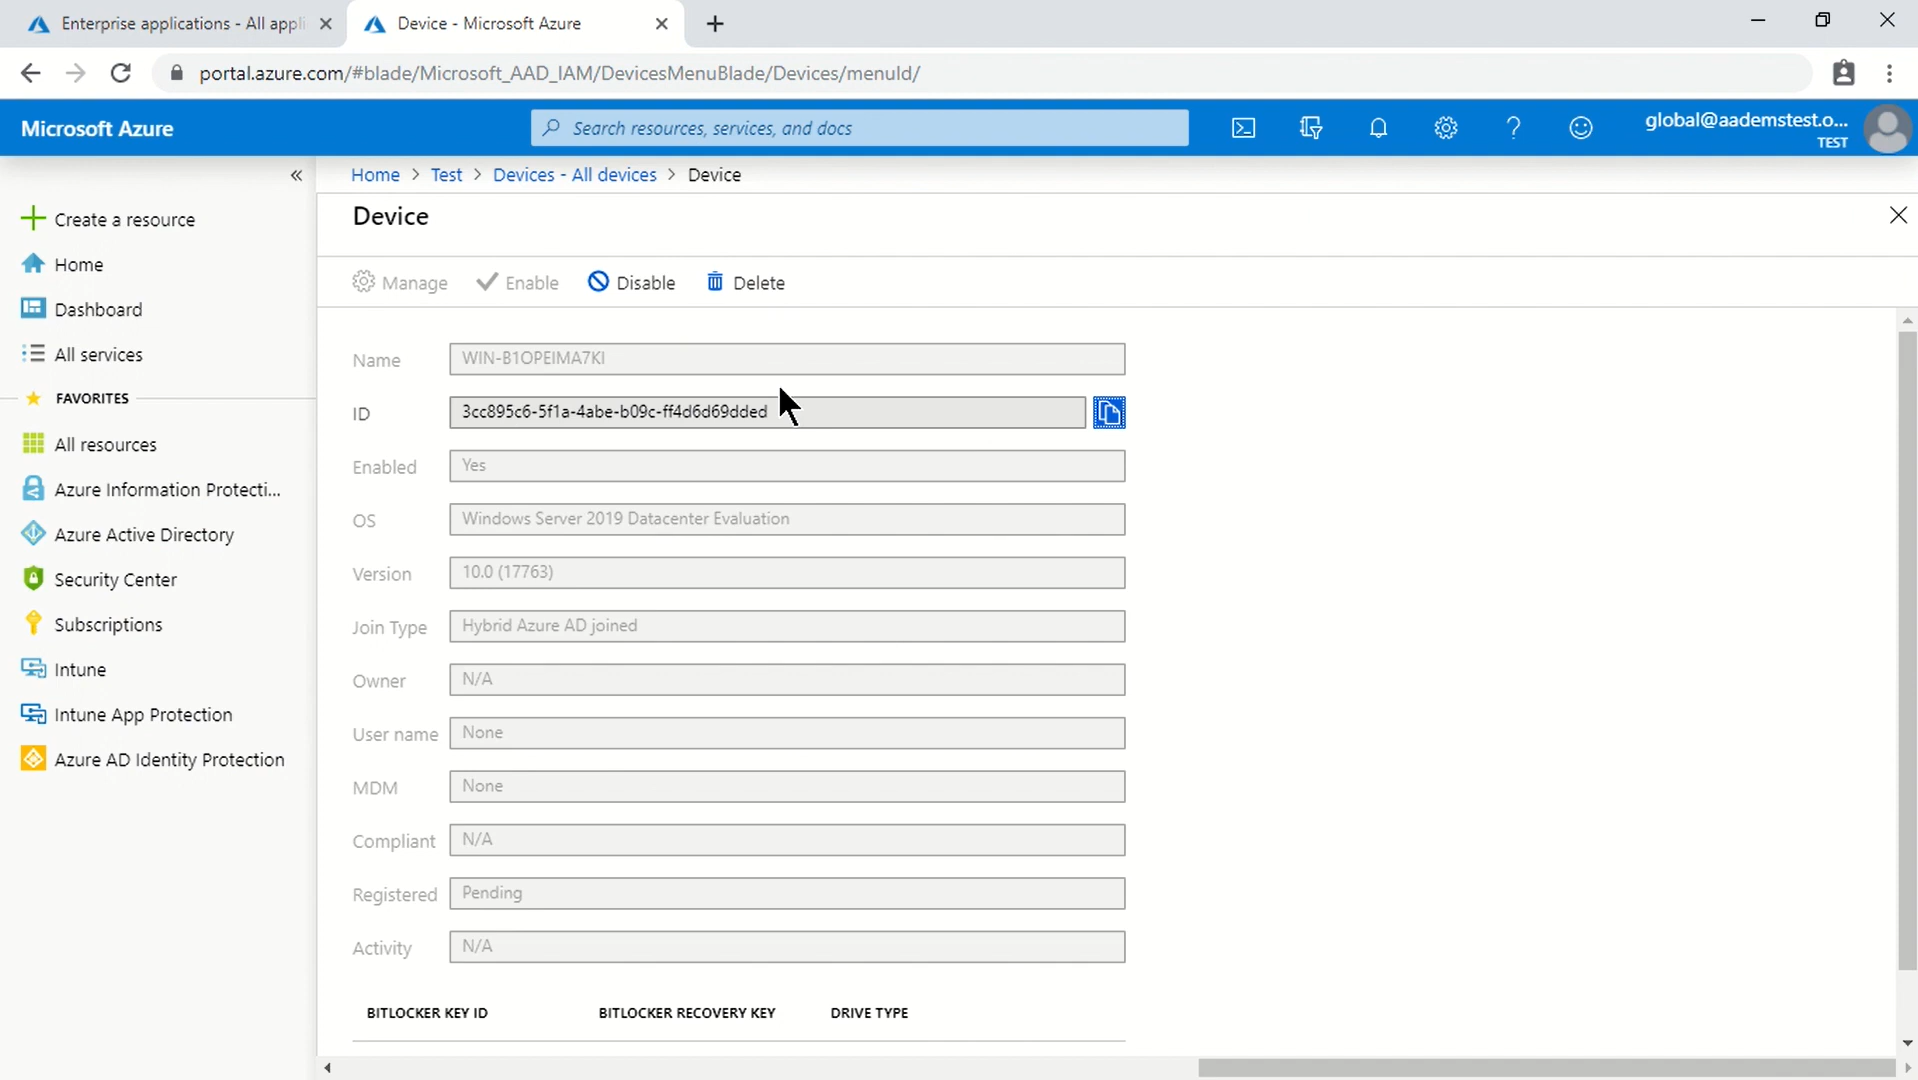 Enterprise applications - All appli
Device - Microsoft Azure
portal.azure.com/#blade/Microsoft_AAD_IAM/DevicesMenuBlade/Devices/menuId/
Microsoft Azure
Search resources, services, and docs
global@aademstest.o...
TEST
Home > Test > Devices - All devices > Device
Device
Manage Enable Disable Delete
Create a resource
Home
Dashboard
All services
FAVORITES
All resources
Azure Information Protecti...
Azure Active Directory
Security Center
Subscriptions
Intune
Intune App Protection
Azure AD Identity Protection
Name WIN-B1OPEIMA7KI
ID 3cc895c6-5f1a-4abe-b09c-ff4d6d69dded
Enabled Yes
OS Windows Server 2019 Datacenter Evaluation
Version 10.0 (17763)
Join Type Hybrid Azure AD joined
Owner N/A
User name None
MDM None
Compliant N/A
Registered Pending
Activity N/A
BITLOCKER KEY ID BITLOCKER RECOVERY KEY DRIVE TYPE